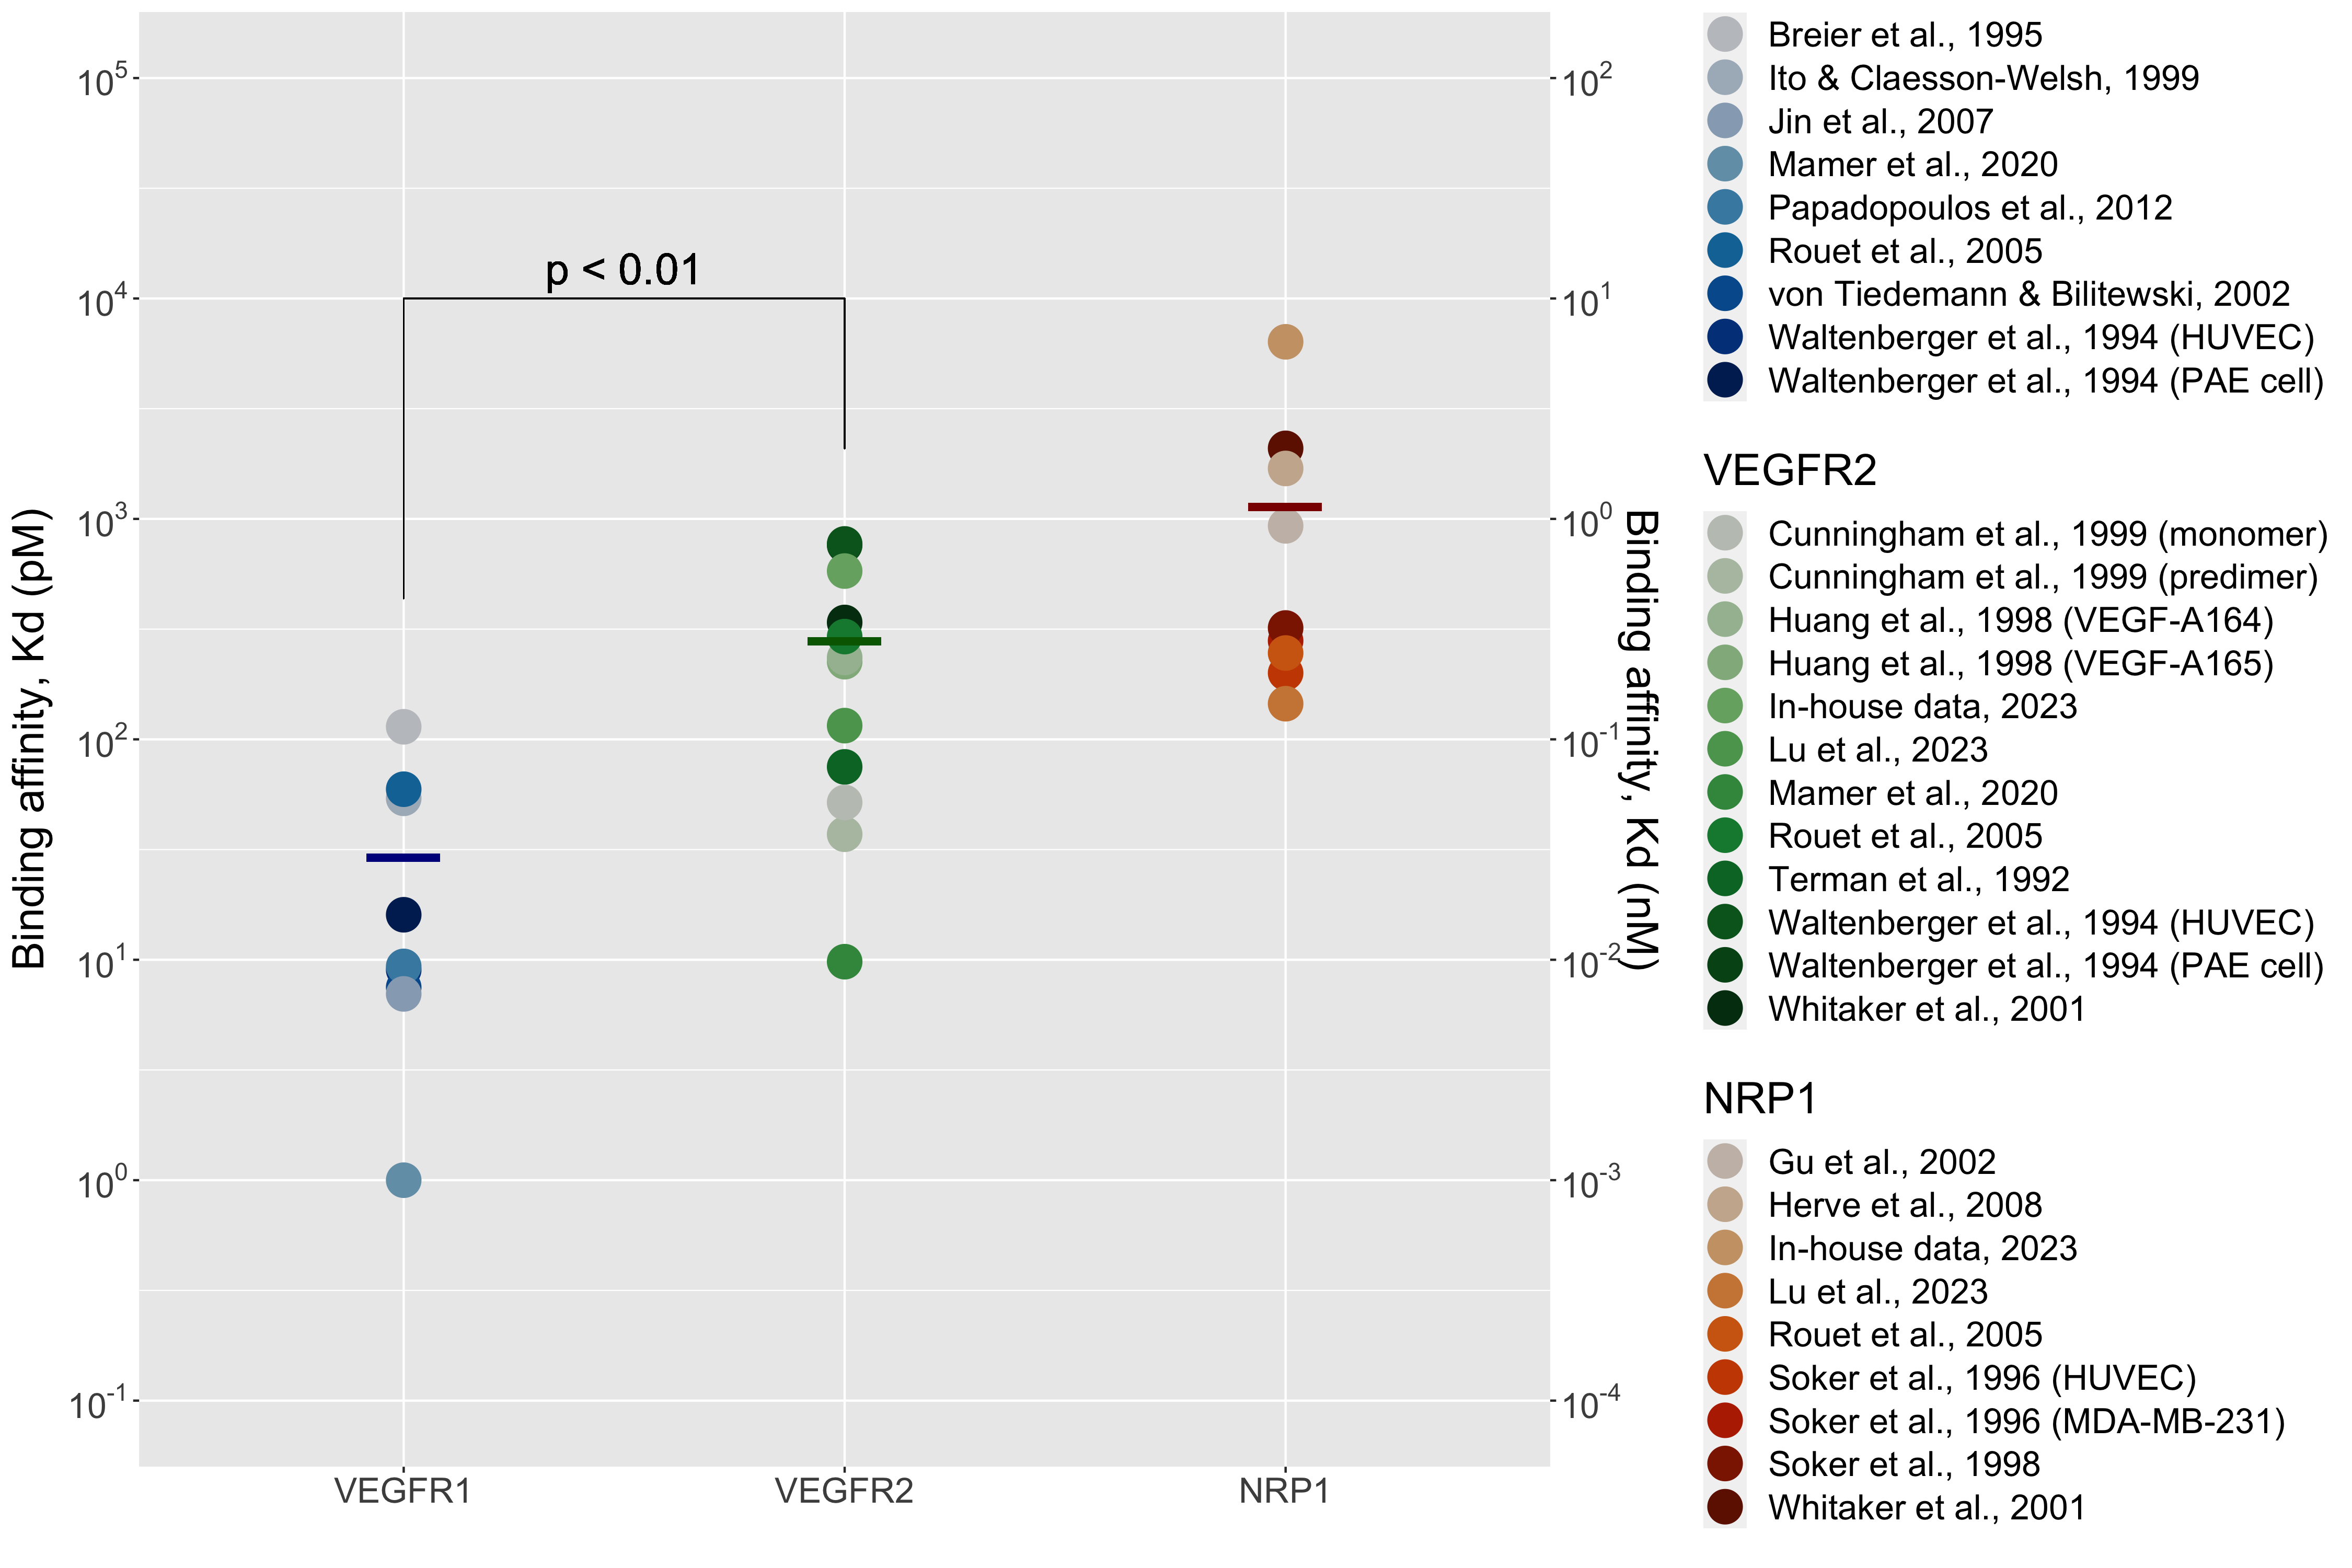 Binding affinity, Kd (pM)
10^5
10^4
10^3
10^2
10^1
10^0
10^-1
p < 0.01
VEGFR1
VEGFR2
NRP1
10^2
10^1
10^0
10^-1
10^-2
10^-3
10^-4
Binding affinity, Kd (nM)
Breier et al., 1995
Ito & Claesson-Welsh, 1999
Jin et al., 2007
Mamer et al., 2020
Papadopoulos et al., 2012
Rouet et al., 2005
von Tiedemann & Bilitewski, 2002
Waltenberger et al., 1994 (HUVEC)
Waltenberger et al., 1994 (PAE cell)
VEGFR2
Cunningham et al., 1999 (monomer)
Cunningham et al., 1999 (predimer)
Huang et al., 1998 (VEGF-A164)
Huang et al., 1998 (VEGF-A165)
In-house data, 2023
Lu et al., 2023
Mamer et al., 2020
Rouet et al., 2005
Terman et al., 1992
Waltenberger et al., 1994 (HUVEC)
Waltenberger et al., 1994 (PAE cell)
Whitaker et al., 2001
NRP1
Gu et al., 2002
Herve et al., 2008
In-house data, 2023
Lu et al., 2023
Rouet et al., 2005
Soker et al., 1996 (HUVEC)
Soker et al., 1996 (MDA-MB-231)
Soker et al., 1998
Whitaker et al., 2001